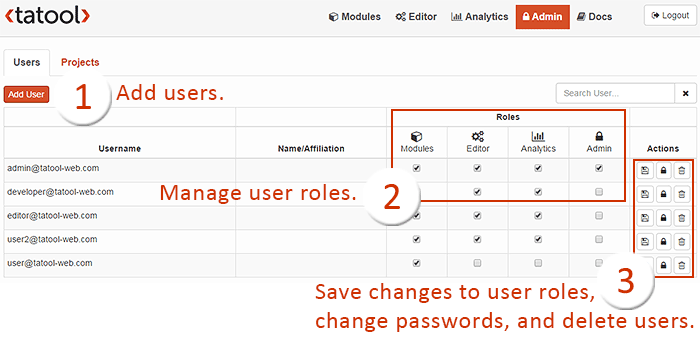 tatool
Modules Editor Analytics Admin Docs Logout
Users Projects
Add User 1 Add users. Search User...
Roles
Username Name/Affiliation Modules Editor Analytics Admin Actions
admin@tatool-web.com
developer@tatool-web.com
Manage user roles. 2
editor@tatool-web.com
user2@tatool-web.com
user@tatool-web.com
3
Save changes to user roles,
change passwords, and delete users.